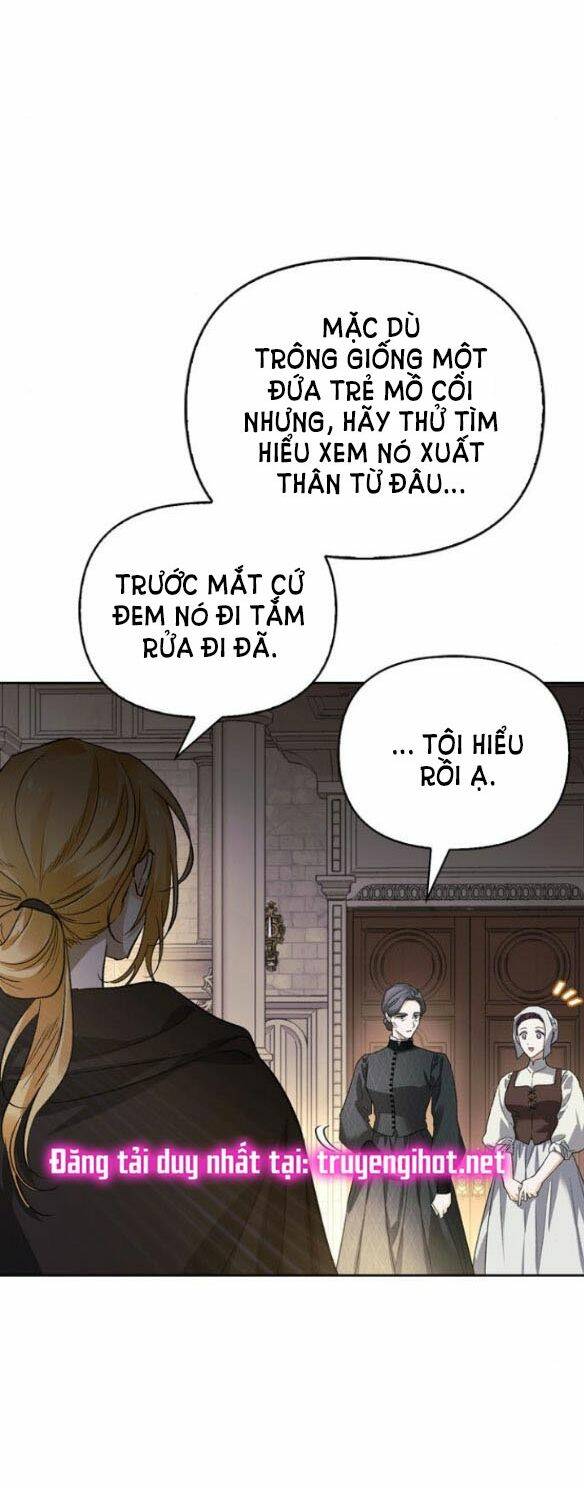 MẶC DÙ
TRÔNG GIỐNG MỘT
ĐỨA TRẺ MỒ CÔI
NHƯNG, HÃY THỬ TÌM
HIỂU XEM NÓ XUẤT
THÂN TỪ ĐÂU...
TRƯỚC MẮT CỨ
ĐEM NÓ ĐI TẮM
RỬA ĐI ĐÃ.
... TÔI HIỂU
RỒI Ạ.
Đăng tải duy nhất tại: truyengihot.net